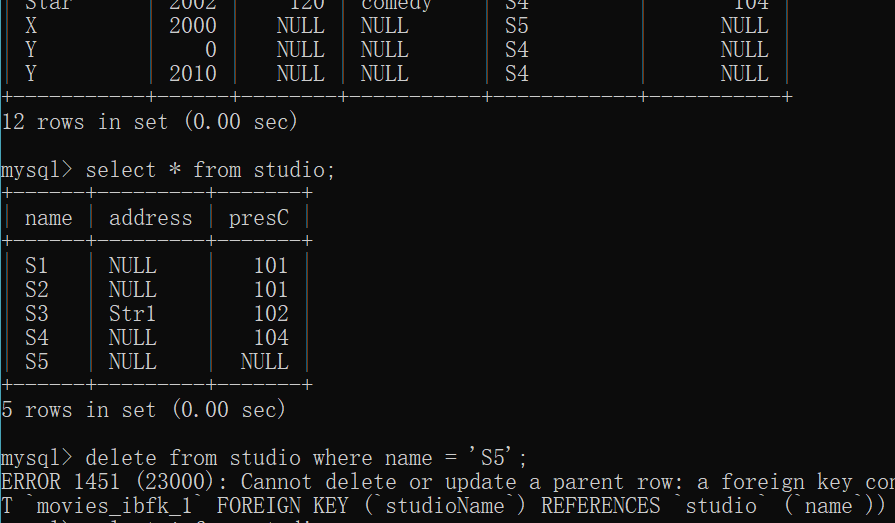 | Star | 2002 | 120 | comedy | S4 | 104 |
| X | 2000 | NULL | NULL | S5 | NULL |
| Y | 0 | NULL | NULL | S4 | NULL |
| Y | 2010 | NULL | NULL | S4 | NULL |
+-----------+------+--------+-----------+------------+-----------+
12 rows in set (0.00 sec)
mysql> select * from studio;
+------+---------+-------+
| name | address | presC |
+------+---------+-------+
| S1 | NULL | 101 |
| S2 | NULL | 101 |
| S3 | Str1 | 102 |
| S4 | NULL | 104 |
| S5 | NULL | NULL |
+------+---------+-------+
5 rows in set (0.00 sec)
mysql> delete from studio where name = 'S5';
ERROR 1451 (23000): Cannot delete or update a parent row: a foreign key con
T `movies_ibfk_1` FOREIGN KEY (`studioName`) REFERENCES `studio` (`name`))